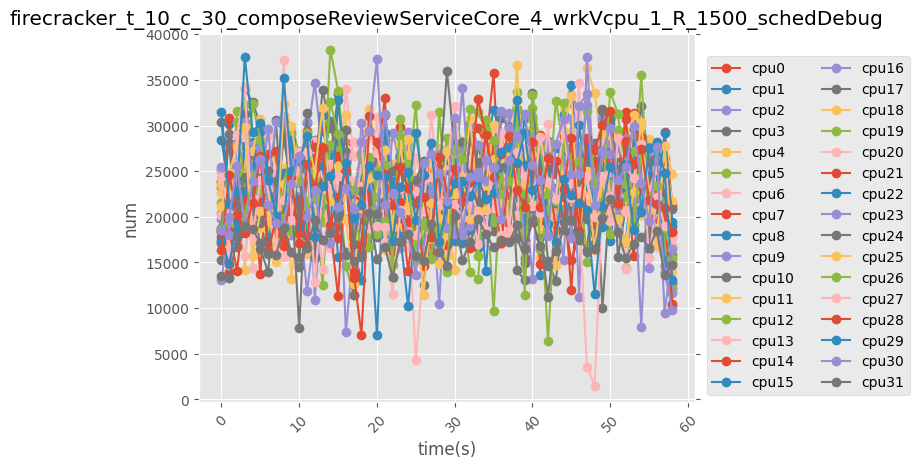 firecracker_t_10_c_30_composeReviewServiceCore_4_wrkVcpu_1_R_1500_schedDebug
40000
35000
30000
25000
20000
15000
10000
5000
0
num
0
10
20
30
40
50
60
time(s)
cpu0
cpu1
cpu2
cpu3
cpu4
cpu5
cpu6
cpu7
cpu8
cpu9
cpu10
cpu11
cpu12
cpu13
cpu14
cpu15
cpu16
cpu17
cpu18
cpu19
cpu20
cpu21
cpu22
cpu23
cpu24
cpu25
cpu26
cpu27
cpu28
cpu29
cpu30
cpu31